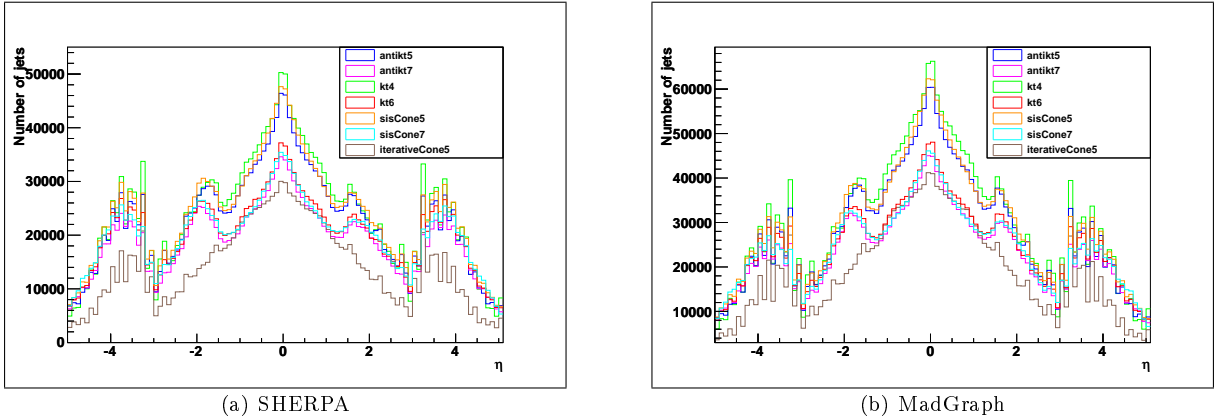 Number of jets
50000
40000
30000
20000
10000
0
antikt5
antikt7
kt4
kt6
sisCone5
sisCone7
iterativeCone5
-4 -2 0 2 4
η
(a) SHERPA
Number of jets
60000
50000
40000
30000
20000
10000
antikt5
antikt7
kt4
kt6
sisCone5
sisCone7
iterativeCone5
-4 -2 0 2 4
η
(b) MadGraph